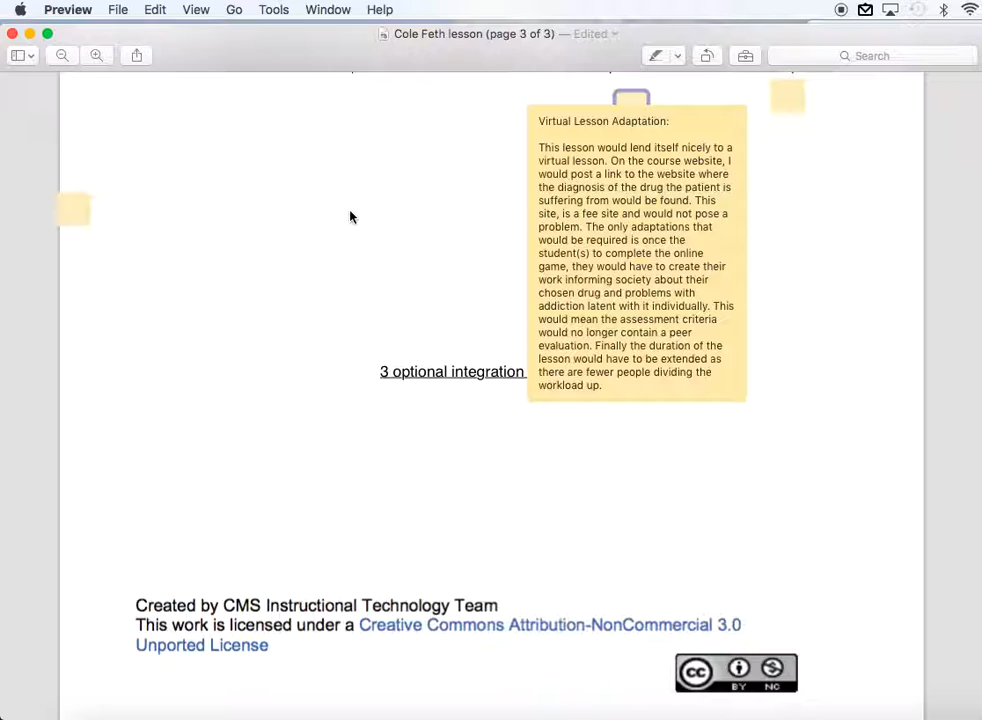 Preview File Edit View Go Tools Window Help
Cole Feth lesson (page 3 of 3) — Edited
Search
Virtual Lesson Adaptation:
This lesson would lend itself nicely to a
virtual lesson. On the course website, I
would post a link to the website where
the diagnosis of the drug the patient is
suffering from would be found. This
site, is a fee site and would not pose a
problem. The only adaptations that
would be required is once the
student(s) to complete the online
game, they would have to create their
work informing society about their
chosen drug and problems with
addiction latent with it individually. This
would mean the assessment criteria
would no longer contain a peer
evaluation. Finally the duration of the
lesson would have to be extended as
there are fewer people dividing the
workload up.
3 optional integration
Created by CMS Instructional Technology Team
This work is licensed under a Creative Commons Attribution-NonCommercial 3.0
Unported License
cc
BY NC